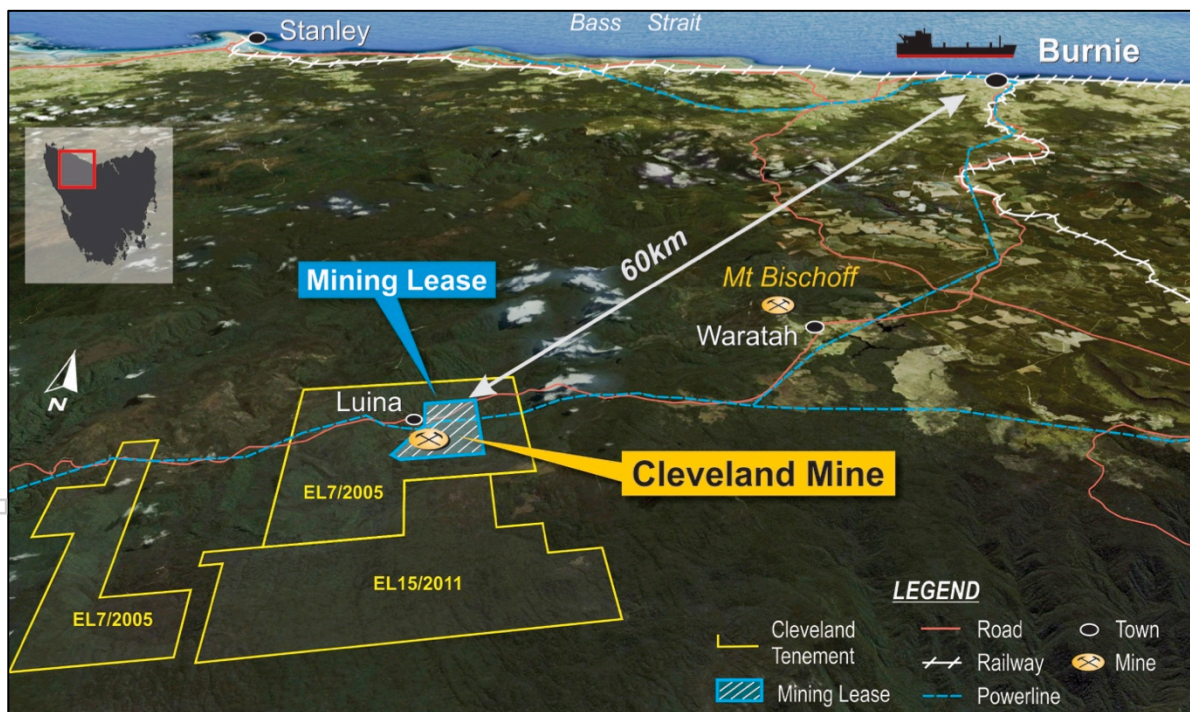 Bass Strait
Stanley
Burnie
60km
Mining Lease
Mt Bischoff
Waratah
N
Luina
Cleveland Mine
EL7/2005
EL15/2011
EL7/2005
LEGEND
Cleveland
Tenement
Mining Lease
Road
Railway
Powerline
Town
Mine